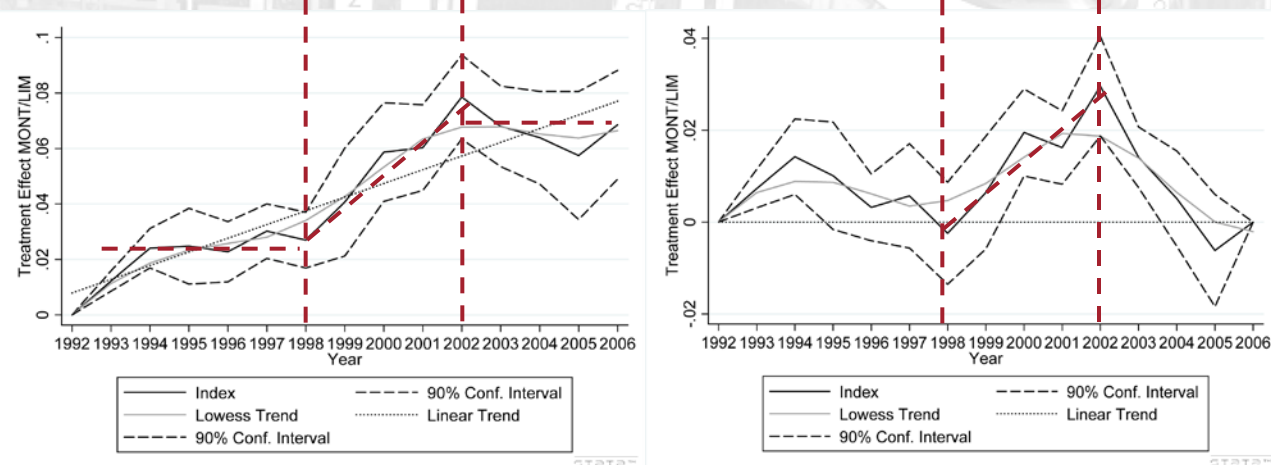 Treatment Effect MONT/LIM
.1
.08
.06
.04
.02
0
1992 1993 1994 1995 1996 1997 1998 1999 2000 2001 2002 2003 2004 2005 2006
Year
Index
90% Conf. Interval
Lowess Trend
Linear Trend
90% Conf. Interval
STATA™
Treatment Effect MONT/LIM
.04
.02
0
-.02
1992 1993 1994 1995 1996 1997 1998 1999 2000 2001 2002 2003 2004 2005 2006
Year
Index
90% Conf. Interval
Lowess Trend
Linear Trend
90% Conf. Interval
STATA™